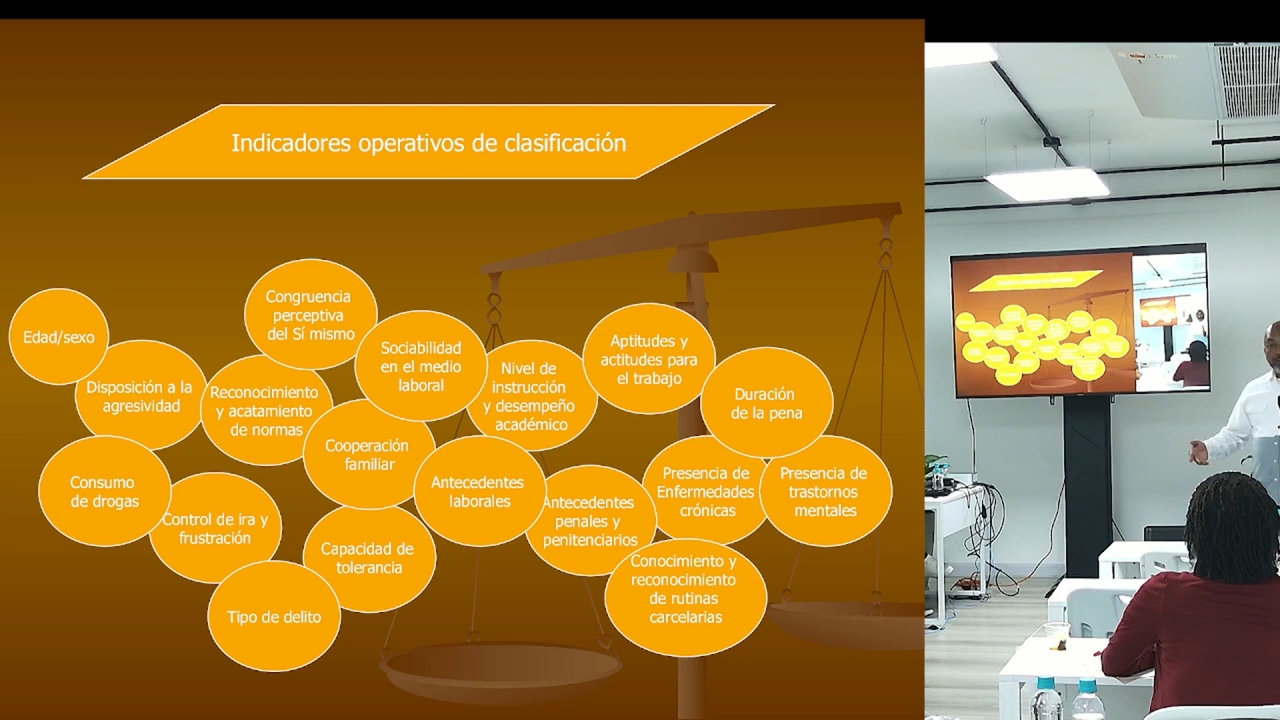 Indicadores operativos de clasificación
Edad/sexo
Disposición a la
agresividad
Congruencia
perceptiva
del Sí mismo
Reconocimiento
y acatamiento
de normas
Sociabilidad
en el medio
laboral
Cooperación
familiar
Nivel de
instrucción
y desempeño
académico
Aptitudes y
actitudes para
el trabajo
Duración
de la pena
Consumo
de drogas
Control de ira y
frustración
Tipo de delito
Capacidad de
tolerancia
Antecedentes
laborales
Antecedentes
penales y
penitenciarios
Presencia de
Enfermedades
crónicas
Presencia de
trastornos
mentales
Conocimiento y
reconocimiento
de rutinas
carcelarias